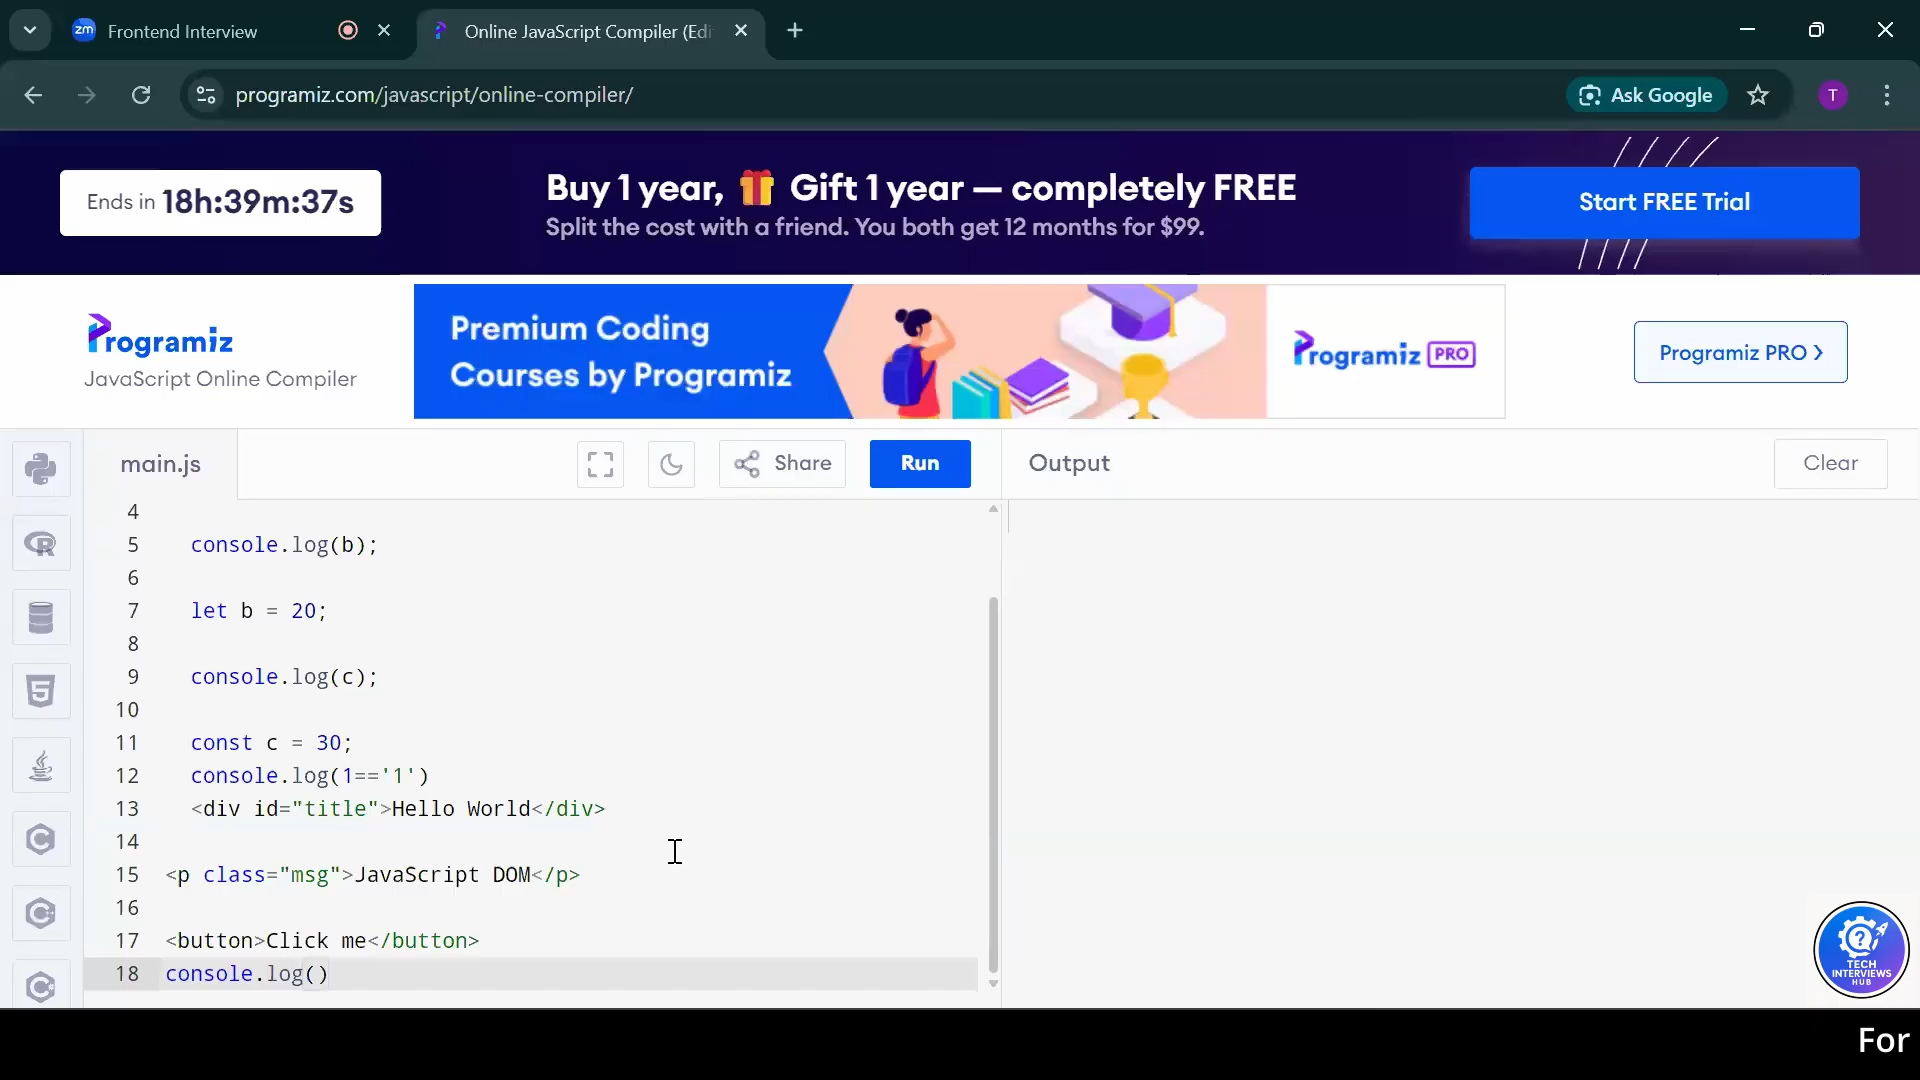 zm Frontend Interview
Online JavaScript Compiler (Edi
programiz.com/javascript/online-compiler/
Ask Google
T
Ends in 18h:39m:37s
Buy 1 year, 🎁 Gift 1 year — completely FREE
Split the cost with a friend. You both get 12 months for $99.
Start FREE Trial
Programiz
JavaScript Online Compiler
Premium Coding
Courses by Programiz
Programiz PRO
Programiz PRO ›
main.js
Share
Run
Output
Clear
4
5 console.log(b);
6
7 let b = 20;
8
9 console.log(c);
10
11 const c = 30;
12 console.log(1=='1')
13 <div id="title">Hello World</div>
14
15 <p class="msg">JavaScript DOM</p>
16
17 <button>Click me</button>
18 console.log()
TECH
INTERVIEWS
HUB
For